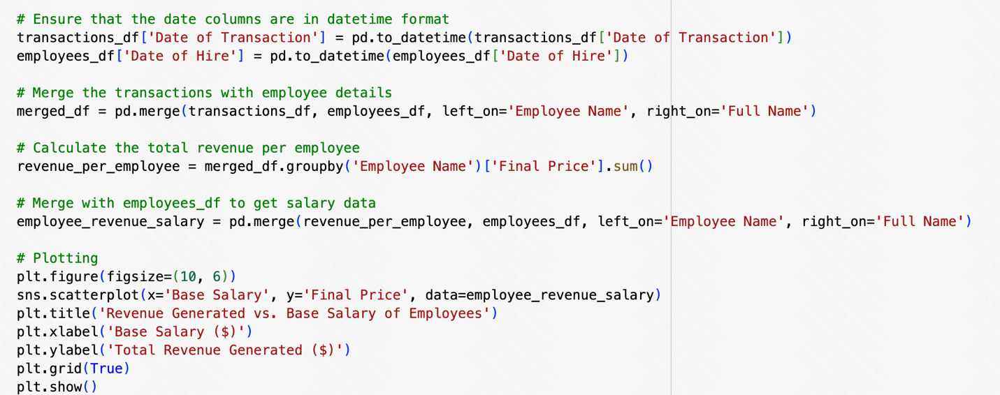 # Ensure that the date columns are in datetime format
transactions_df['Date of Transaction'] = pd.to_datetime(transactions_df['Date of Transaction'])
employees_df['Date of Hire'] = pd.to_datetime(employees_df['Date of Hire'])
# Merge the transactions with employee details
merged_df = pd.merge(transactions_df, employees_df, left_on='Employee Name', right_on='Full Name')
# Calculate the total revenue per employee
revenue_per_employee = merged_df.groupby('Employee Name')['Final Price'].sum()
# Merge with employees_df to get salary data
employee_revenue_salary = pd.merge(revenue_per_employee, employees_df, left_on='Employee Name', right_on='Full Name')
# Plotting
plt.figure(figsize=(10, 6))
sns.scatterplot(x='Base Salary', y='Final Price', data=employee_revenue_salary)
plt.title('Revenue Generated vs. Base Salary of Employees')
plt.xlabel('Base Salary ($)')
plt.ylabel('Total Revenue Generated ($)')
plt.grid(True)
plt.show()